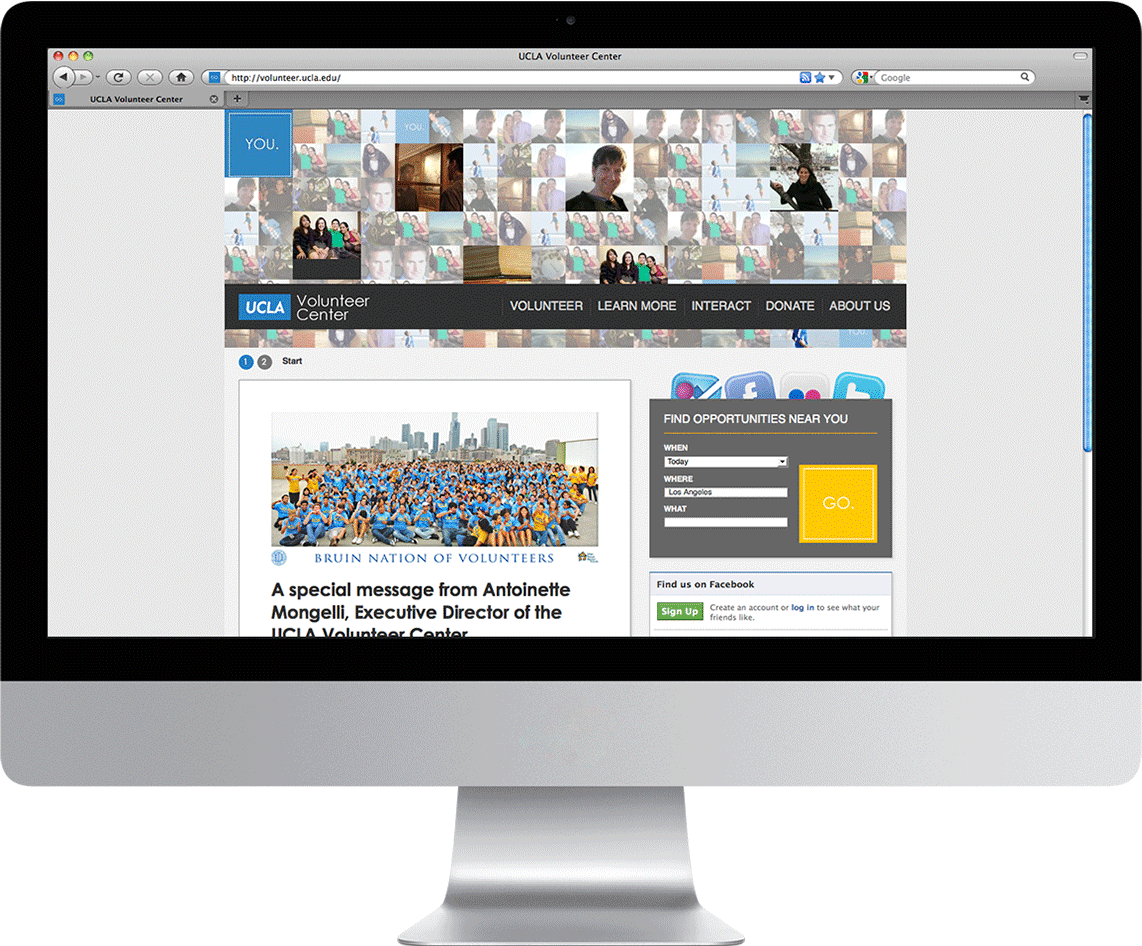 UCLA Volunteer Center
http://volunteer.ucla.edu/
Google
UCLA Volunteer Center
YOU.
YOU.
UCLA Volunteer
Center
VOLUNTEER LEARN MORE INTERACT DONATE ABOUT US
YOU.
1 2 Start
BRUIN NATION OF VOLUNTEERS
A special message from Antoinette
Mongelli, Executive Director of the
UCLA Volunteer Center
FIND OPPORTUNITIES NEAR YOU
WHEN
Today
WHERE
Los Angeles
WHAT
GO.
Find us on Facebook
Sign Up
Create an account or log in to see what your
friends like.